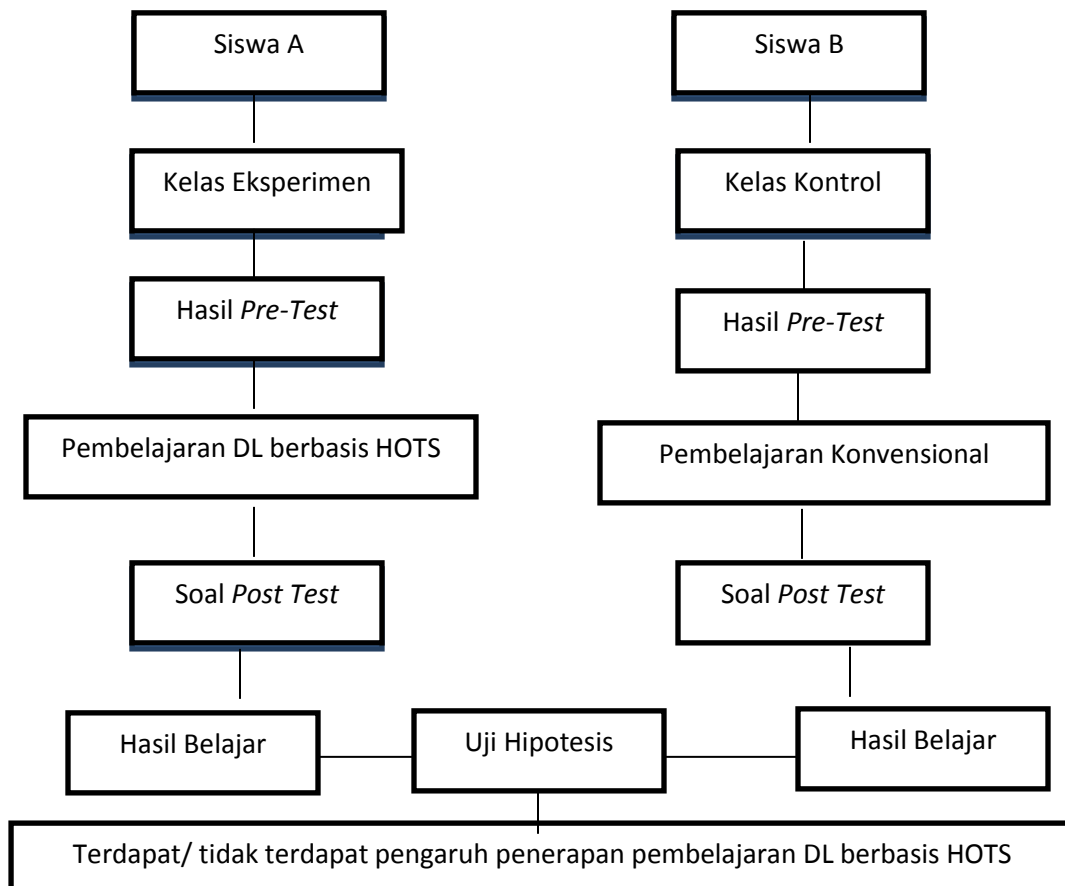 Siswa A
Siswa B
Kelas Eksperimen
Kelas Kontrol
Hasil Pre-Test
Hasil Pre-Test
Pembelajaran DL berbasis HOTS
Pembelajaran Konvensional
Soal Post Test
Soal Post Test
Hasil Belajar
Uji Hipotesis
Hasil Belajar
Terdapat/ tidak terdapat pengaruh penerapan pembelajaran DL berbasis HOTS